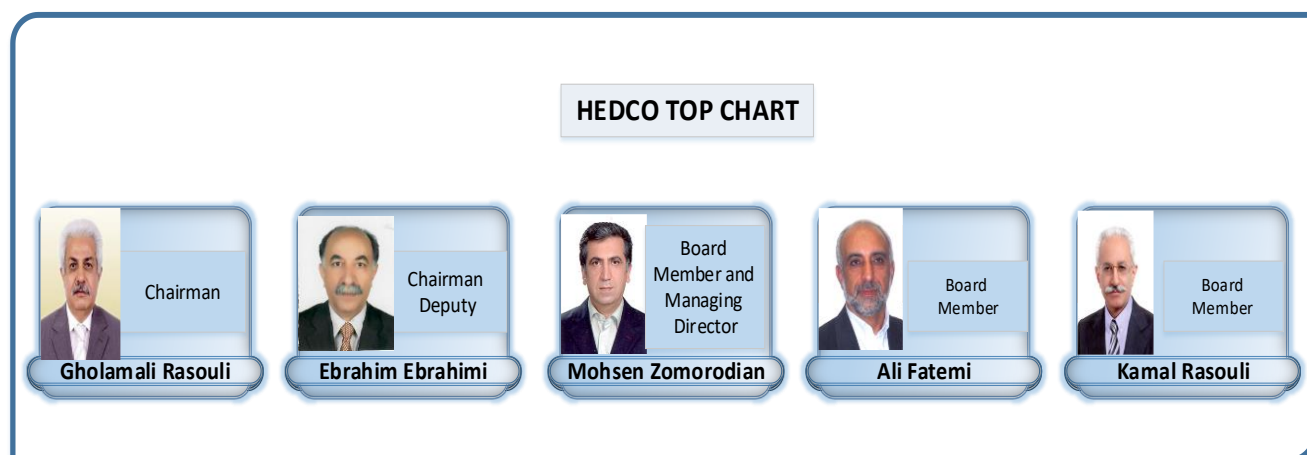 HEDCO TOP CHART
Chairman
Gholamali Rasouli
Chairman
Deputy
Ebrahim Ebrahimi
Board
Member and
Managing
Director
Mohsen Zomorodian
Board
Member
Ali Fatemi
Board
Member
Kamal Rasouli